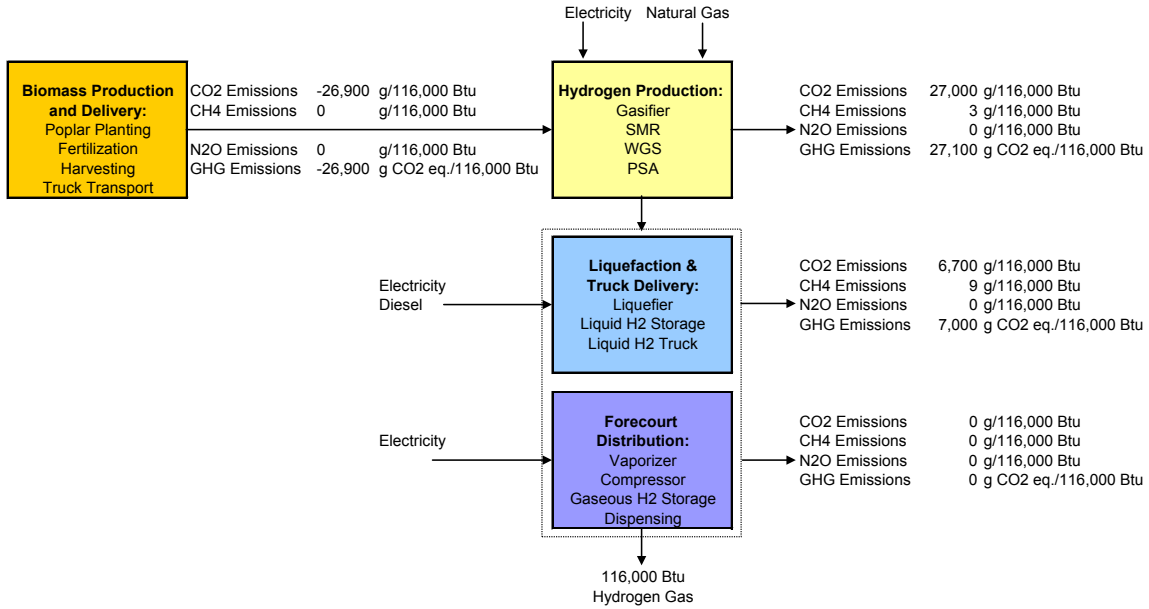 Electricity Natural Gas
Biomass Production
and Delivery:
Poplar Planting
Fertilization
Harvesting
Truck Transport
CO2 Emissions -26,900 g/116,000 Btu
CH4 Emissions 0 g/116,000 Btu
N2O Emissions 0 g/116,000 Btu
GHG Emissions -26,900 g CO2 eq./116,000 Btu
Hydrogen Production:
Gasifier
SMR
WGS
PSA
CO2 Emissions 27,000 g/116,000 Btu
CH4 Emissions 3 g/116,000 Btu
N2O Emissions 0 g/116,000 Btu
GHG Emissions 27,100 g CO2 eq./116,000 Btu
Electricity
Diesel
Liquefaction &
Truck Delivery:
Liquefier
Liquid H2 Storage
Liquid H2 Truck
CO2 Emissions 6,700 g/116,000 Btu
CH4 Emissions 9 g/116,000 Btu
N2O Emissions 0 g/116,000 Btu
GHG Emissions 7,000 g CO2 eq./116,000 Btu
Electricity
Forecourt
Distribution:
Vaporizer
Compressor
Gaseous H2 Storage
Dispensing
CO2 Emissions 0 g/116,000 Btu
CH4 Emissions 0 g/116,000 Btu
N2O Emissions 0 g/116,000 Btu
GHG Emissions 0 g CO2 eq./116,000 Btu
116,000 Btu
Hydrogen Gas